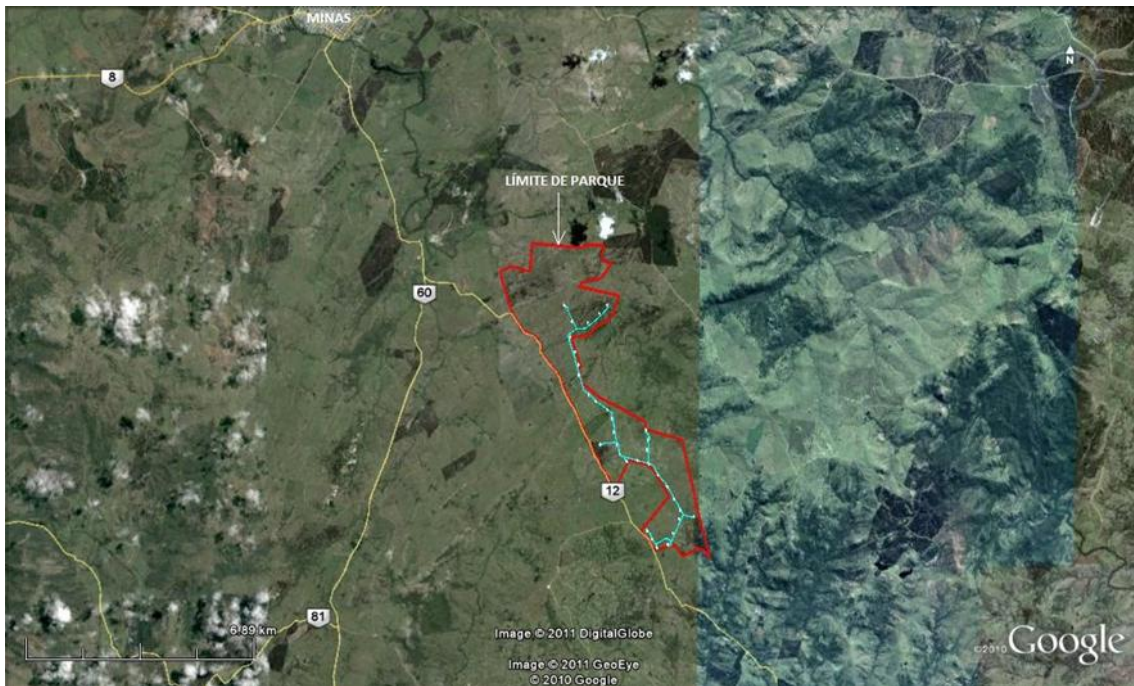 MINAS
8
N
LÍMITE DE PARQUE
60
12
81
6.89 km
Image © 2011 DigitalGlobe
Image © 2011 GeoEye
© 2010 Google
©2010 Google